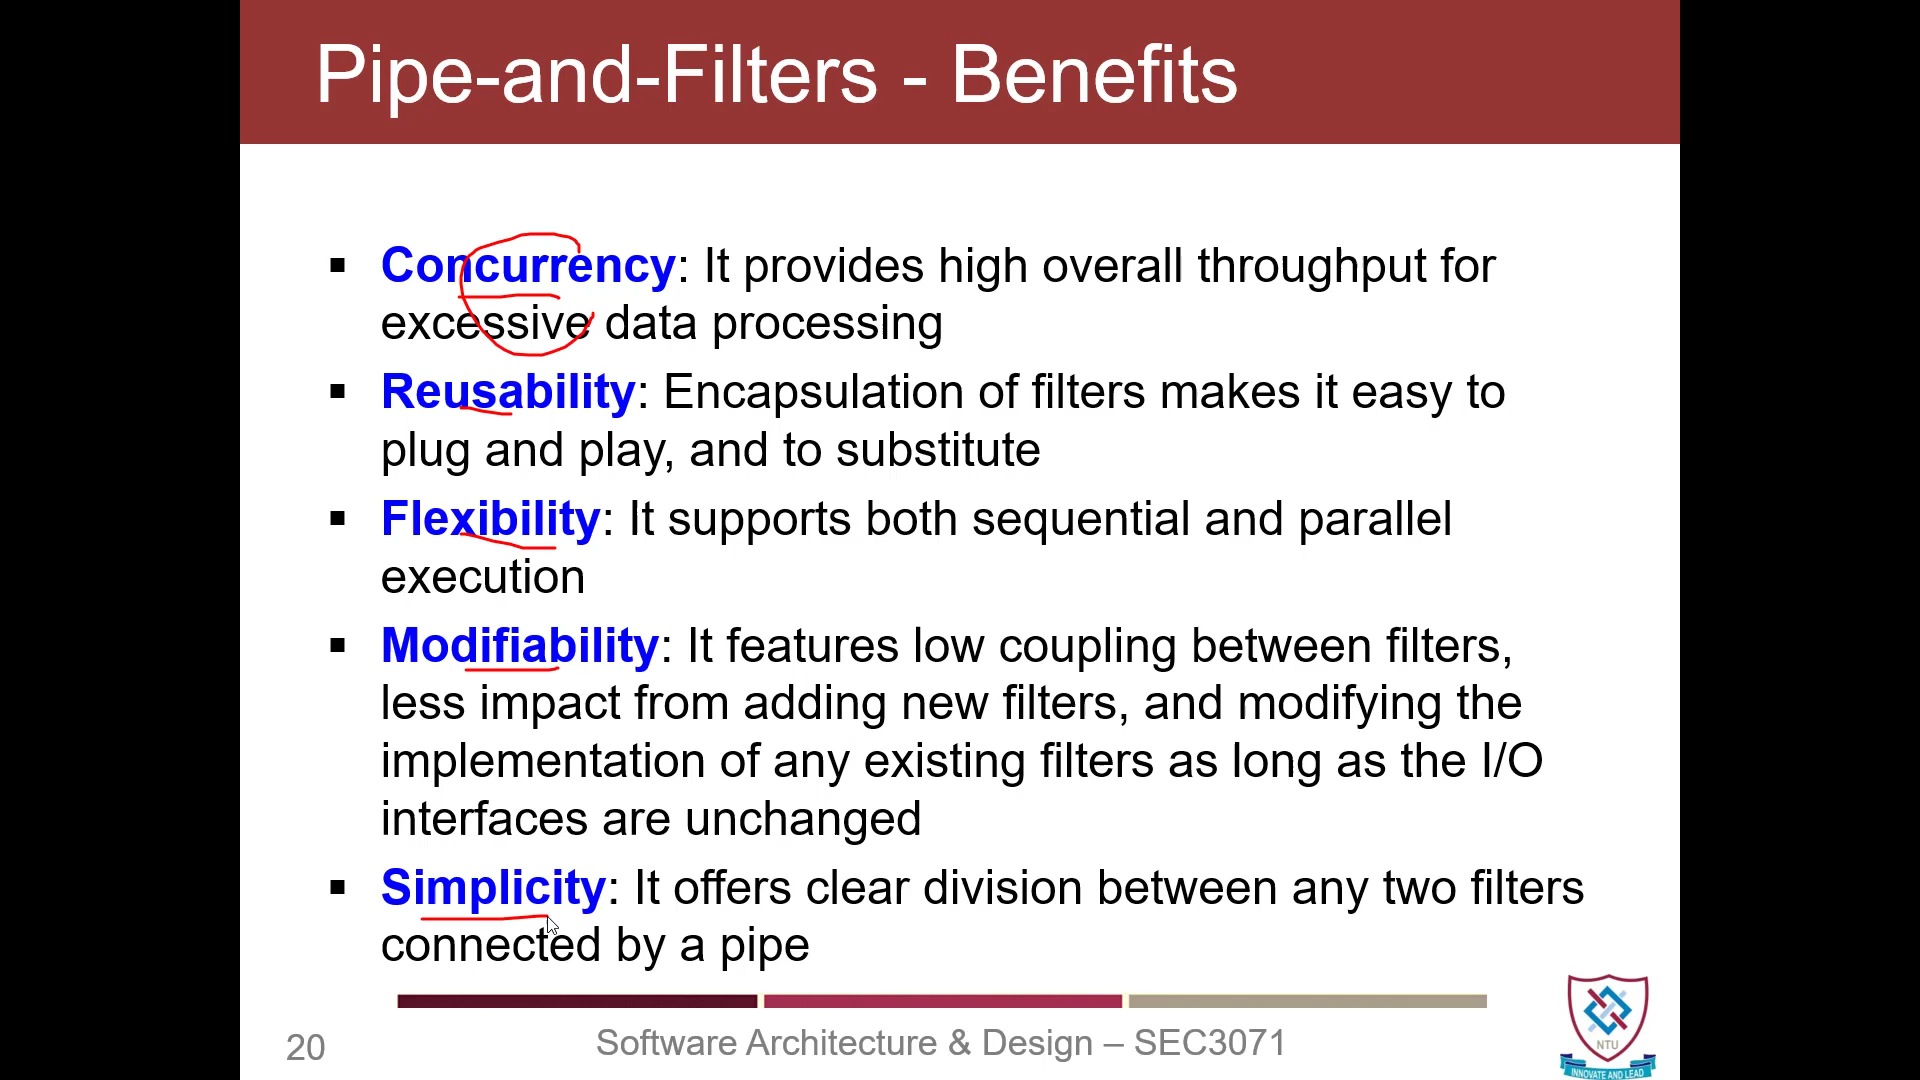 Pipe-and-Filters - Benefits
▪ Concurrency: It provides high overall throughput for
excessive data processing
▪ Reusability: Encapsulation of filters makes it easy to
plug and play, and to substitute
▪ Flexibility: It supports both sequential and parallel
execution
▪ Modifiability: It features low coupling between filters,
less impact from adding new filters, and modifying the
implementation of any existing filters as long as the I/O
interfaces are unchanged
▪ Simplicity: It offers clear division between any two filters
connected by a pipe
20
Software Architecture & Design – SEC3071
NTU
INNOVATE AND LEAD